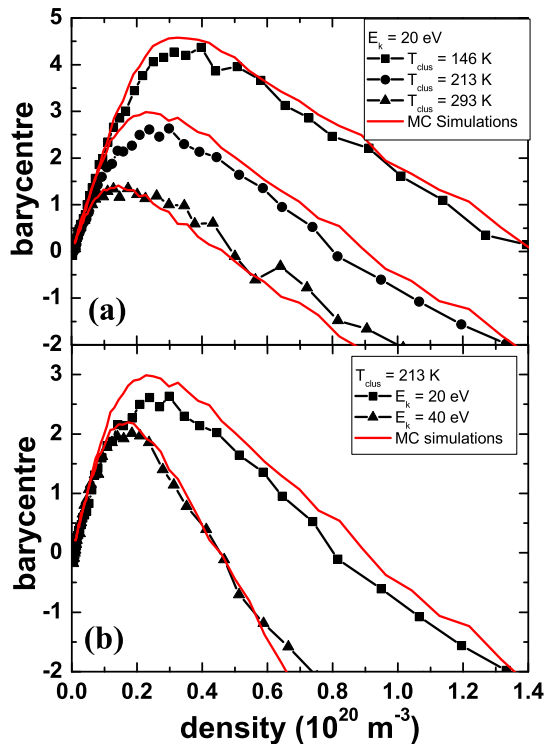 5
4
3
2
1
0
-1
-2
barycentre
(a)
E_k = 20 eV
T_clus = 146 K
T_clus = 213 K
T_clus = 293 K
MC Simulations
3
2
1
0
-1
-2
barycentre
(b)
T_clus = 213 K
E_k = 20 eV
E_k = 40 eV
MC simulations
0.0 0.2 0.4 0.6 0.8 1.0 1.2 1.4
density (10^20 m^-3)